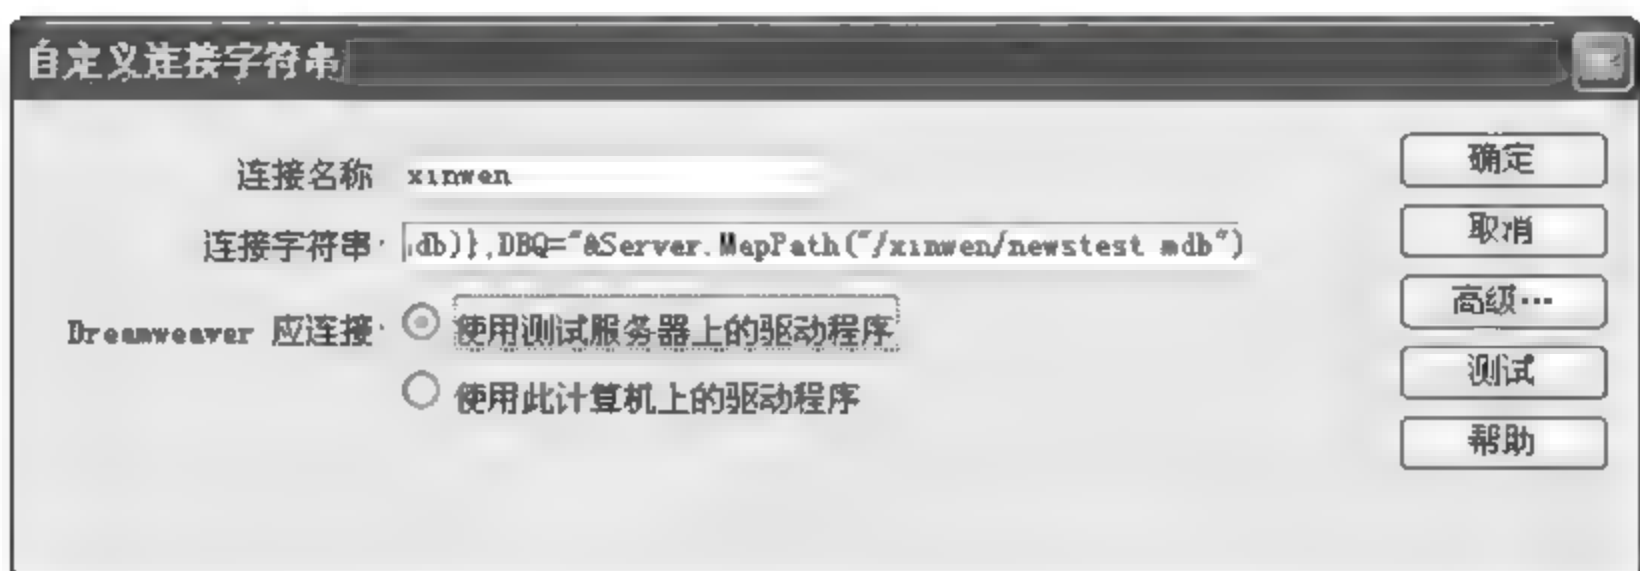 自定义连接字符串
连接名称 xinwen
连接字符串: db)},DBQ="&Server.MapPath("/xinwen/newstest mdb")
Dreamweaver 应连接: 使用测试服务器上的驱动程序
使用此计算机上的驱动程序
确定
取消
高级…
测试
帮助